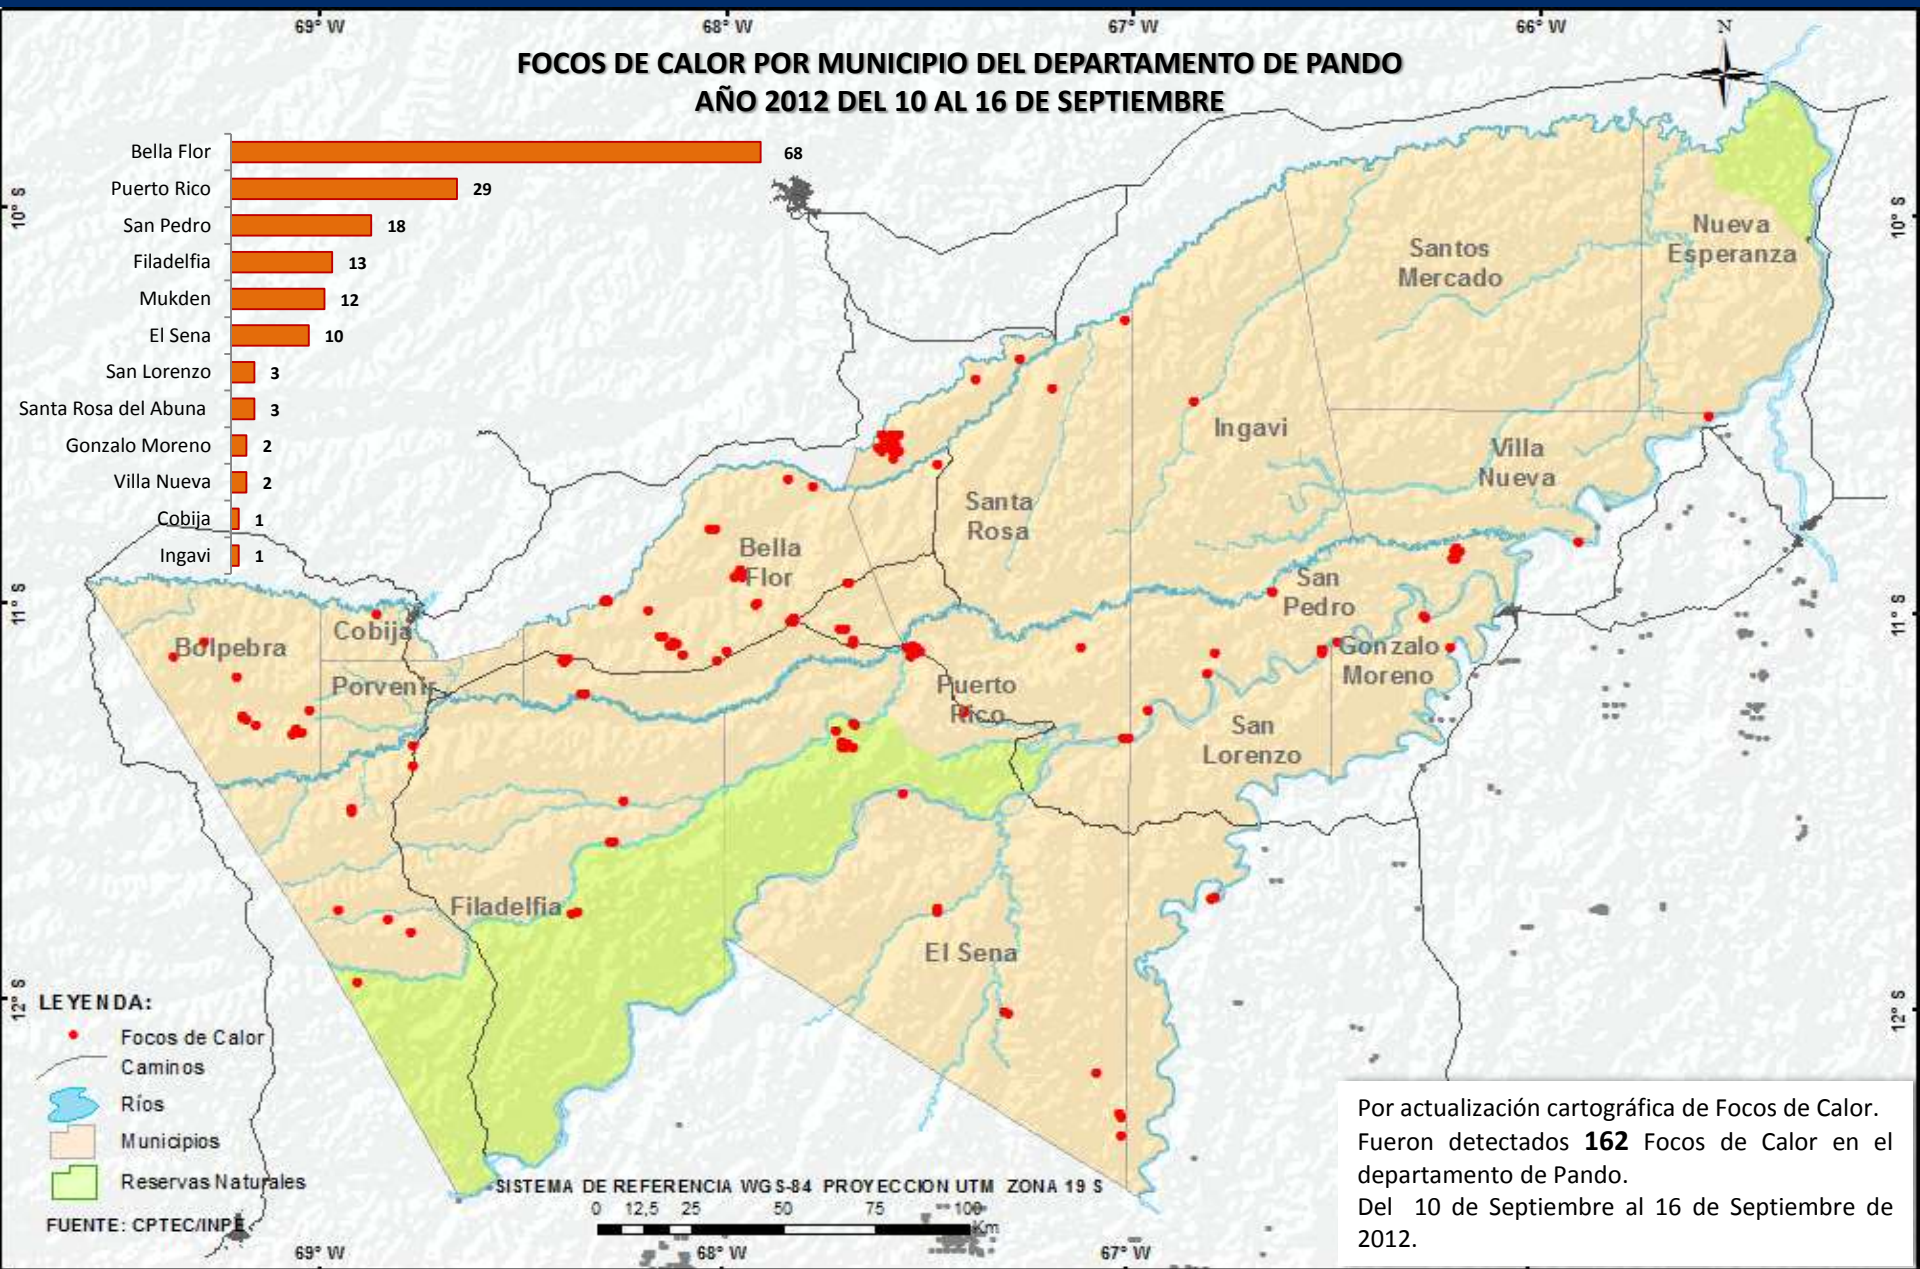 69° W
68° W
67° W
66° W
N
FOCOS DE CALOR POR MUNICIPIO DEL DEPARTAMENTO DE PANDO
AÑO 2012 DEL 10 AL 16 DE SEPTIEMBRE
Bella Flor 68
Puerto Rico 29
San Pedro 18
Filadelfia 13
Mukden 12
El Sena 10
San Lorenzo 3
Santa Rosa del Abuna 3
Gonzalo Moreno 2
Villa Nueva 2
Cobija 1
Ingavi 1
10° S
10° S
11° S
11° S
12° S
12° S
Nueva
Esperanza
Santos
Mercado
Ingavi
Villa
Nueva
Santa
Rosa
Bella
Flor
San
Pedro
Cobija
Bolpebra
Gonzalo
Moreno
Porvenir
Puerto
Rico
San
Lorenzo
Filadelfia
El Sena
LEYENDA:
Focos de Calor
Caminos
Ríos
Municipios
Reservas Naturales
FUENTE: CPTEC/INPE
SISTEMA DE REFERENCIA WGS-84 PROYECCION UTM ZONA 19 S
0 12,5 25 50 75 100
Km
Por actualización cartográfica de Focos de Calor.
Fueron detectados 162 Focos de Calor en el
departamento de Pando.
Del 10 de Septiembre al 16 de Septiembre de
2012.
69° W
68° W
67° W